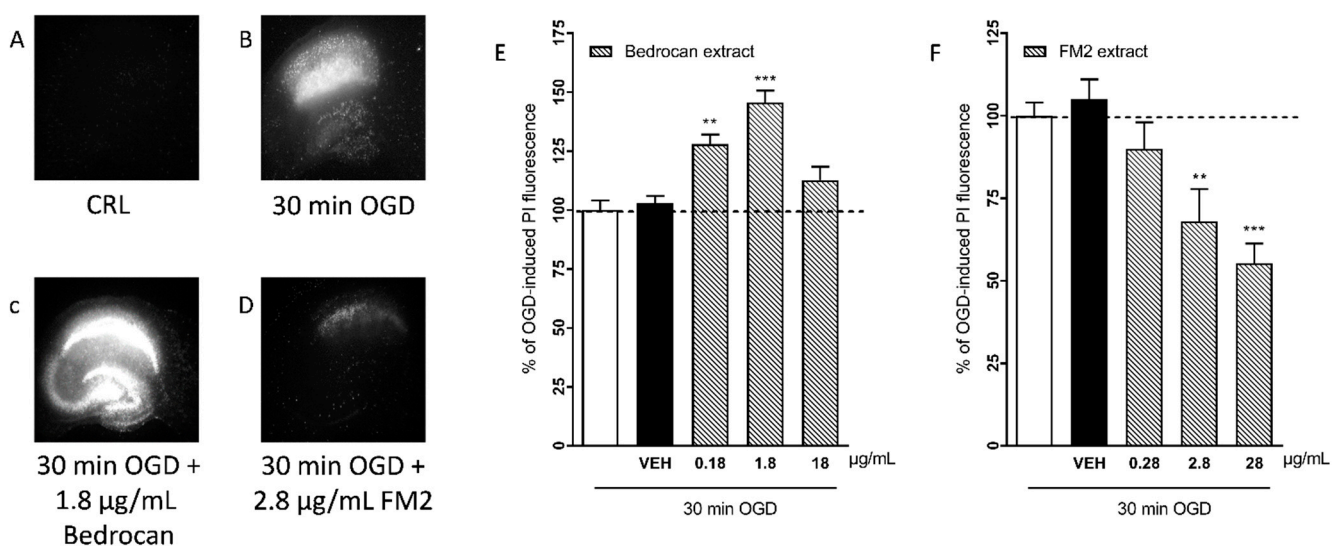 A
CRL
B
30 min OGD
c
30 min OGD +
1.8 µg/mL
Bedrocan
D
30 min OGD +
2.8 µg/mL FM2
E
Bedrocan extract
% of OGD-induced PI fluorescence
175
150
125
100
75
50
25
0
**
***
VEH 0.18 1.8 18 µg/mL
30 min OGD
F
FM2 extract
% of OGD-induced PI fluorescence
125
100
75
50
25
0
**
***
VEH 0.28 2.8 28 µg/mL
30 min OGD